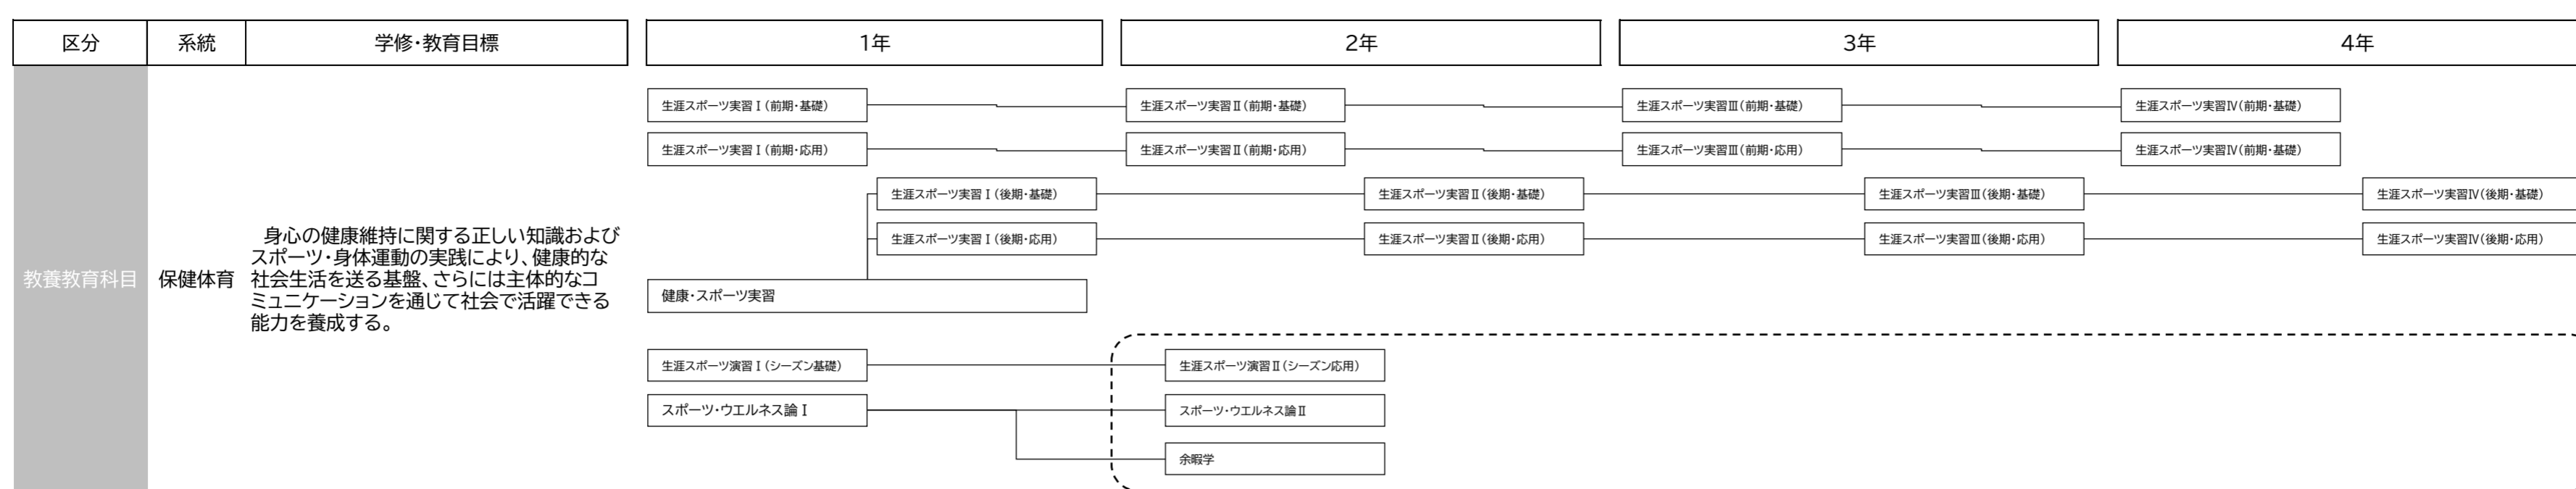 区分
系統
学修・教育目標
1年
2年
3年
4年
生涯スポーツ実習Ⅰ(前期・基礎)
生涯スポーツ実習Ⅱ(前期・基礎)
生涯スポーツ実習Ⅲ(前期・基礎)
生涯スポーツ実習Ⅳ(前期・基礎)
生涯スポーツ実習Ⅰ(前期・応用)
生涯スポーツ実習Ⅱ(前期・応用)
生涯スポーツ実習Ⅲ(前期・応用)
生涯スポーツ実習Ⅳ(前期・基礎)
生涯スポーツ実習Ⅰ(後期・基礎)
生涯スポーツ実習Ⅱ(後期・基礎)
生涯スポーツ実習Ⅲ(後期・基礎)
生涯スポーツ実習Ⅳ(後期・基礎)
生涯スポーツ実習Ⅰ(後期・応用)
生涯スポーツ実習Ⅱ(後期・応用)
生涯スポーツ実習Ⅲ(後期・応用)
生涯スポーツ実習Ⅳ(後期・応用)
教養教育科目
保健体育
身心の健康維持に関する正しい知識および
スポーツ・身体運動の実践により、健康的な
社会生活を送る基盤、さらには主体的なコ
ミュニケーションを通じて社会で活躍できる
能力を養成する。
健康・スポーツ実習
生涯スポーツ演習Ⅰ(シーズン基礎)
生涯スポーツ演習Ⅱ(シーズン応用)
スポーツ・ウエルネス論Ⅰ
スポーツ・ウエルネス論Ⅱ
余暇学